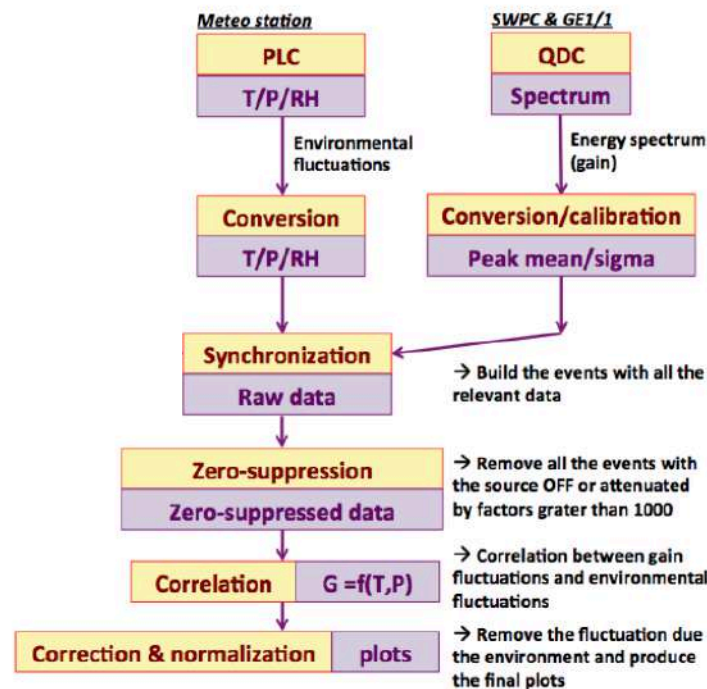 Meteo station
SWPC & GE1/1
PLC
T/P/RH
QDC
Spectrum
Environmental
fluctuations
Energy spectrum
(gain)
Conversion
T/P/RH
Conversion/calibration
Peak mean/sigma
Synchronization
Raw data
→ Build the events with all the
relevant data
Zero-suppression
Zero-suppressed data
→ Remove all the events with
the source OFF or attenuated
by factors grater than 1000
Correlation
G =f(T,P)
→ Correlation between gain
fluctuations and environmental
fluctuations
Correction & normalization
plots
→ Remove the fluctuation due
the environment and produce
the final plots